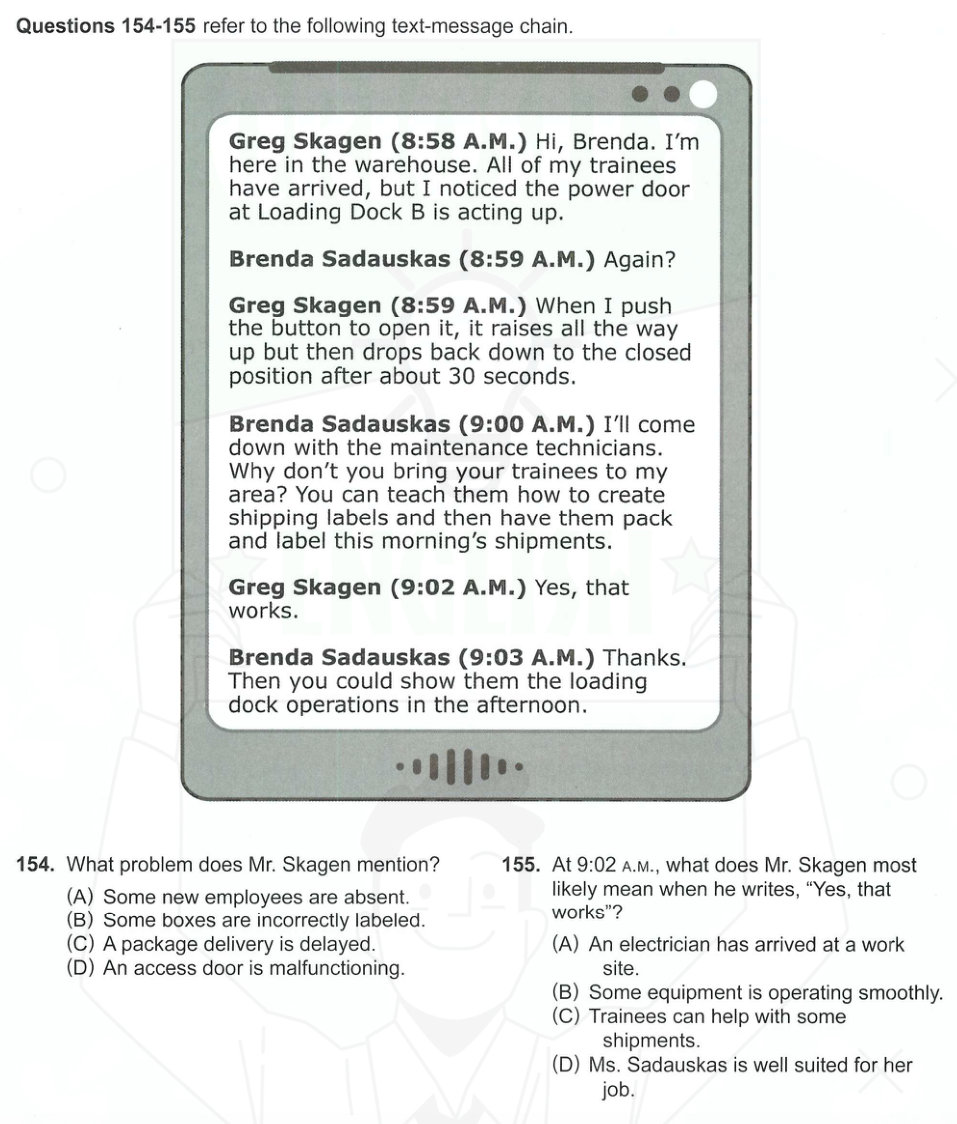 Questions 154-155 refer to the following text-message chain.
Greg Skagen (8:58 A.M.) Hi, Brenda. I'm
here in the warehouse. All of my trainees
have arrived, but I noticed the power door
at Loading Dock B is acting up.
Brenda Sadauskas (8:59 A.M.) Again?
Greg Skagen (8:59 A.M.) When I push
the button to open it, it raises all the way
up but then drops back down to the closed
position after about 30 seconds.
Brenda Sadauskas (9:00 A.M.) I'll come
down with the maintenance technicians.
Why don't you bring your trainees to my
area? You can teach them how to create
shipping labels and then have them pack
and label this morning's shipments.
Greg Skagen (9:02 A.M.) Yes, that
works.
Brenda Sadauskas (9:03 A.M.) Thanks.
Then you could show them the loading
dock operations in the afternoon.
154. What problem does Mr. Skagen mention?
(A) Some new employees are absent.
(B) Some boxes are incorrectly labeled.
(C) A package delivery is delayed.
(D) An access door is malfunctioning.
155. At 9:02 A.M., what does Mr. Skagen most
likely mean when he writes, “Yes, that
works”?
(A) An electrician has arrived at a work
site.
(B) Some equipment is operating smoothly.
(C) Trainees can help with some
shipments.
(D) Ms. Sadauskas is well suited for her
job.